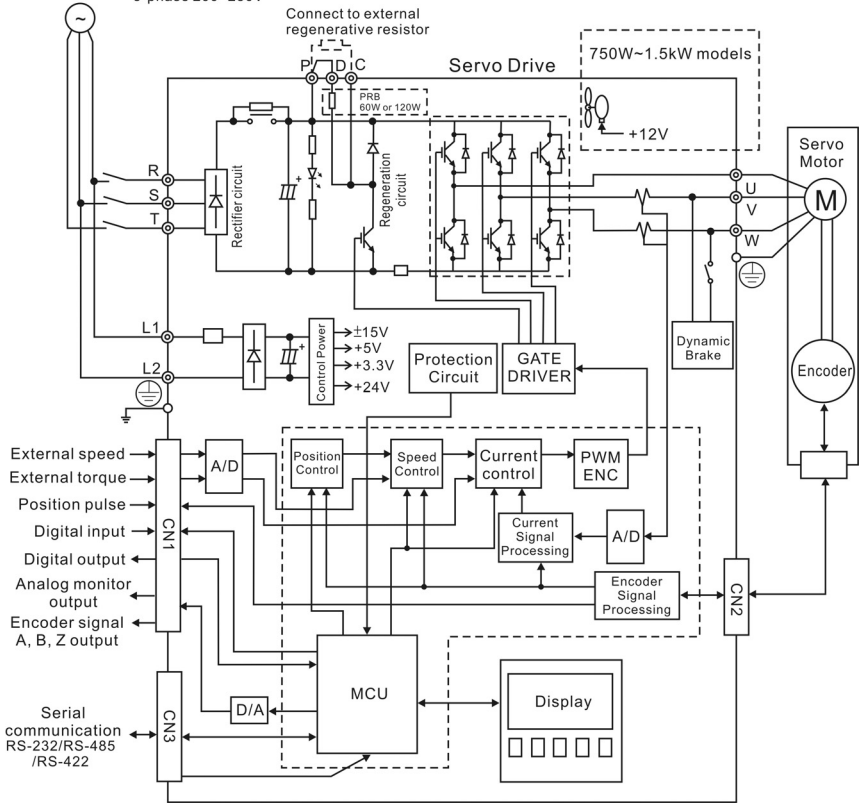 Connect to external
regenerative resistor
P D C
Servo Drive
750W~1.5kW models
+12V
PRB
60W or 120W
Servo
Motor
M
R
S
T
Rectifier circuit
Regeneration
circuit
U
V
W
L1
L2
Control Power
±15V
+5V
+3.3V
+24V
Protection
Circuit
GATE
DRIVER
Dynamic
Brake
Encoder
External speed
External torque
Position pulse
Digital input
Digital output
Analog monitor
output
Encoder signal
A, B, Z output
CN1
A/D
Position
Control
Speed
Control
Current
control
PWM
ENC
Current
Signal
Processing
A/D
Encoder
Signal
Processing
CN2
MCU
Display
D/A
CN3
Serial
communication
RS-232/RS-485
/RS-422